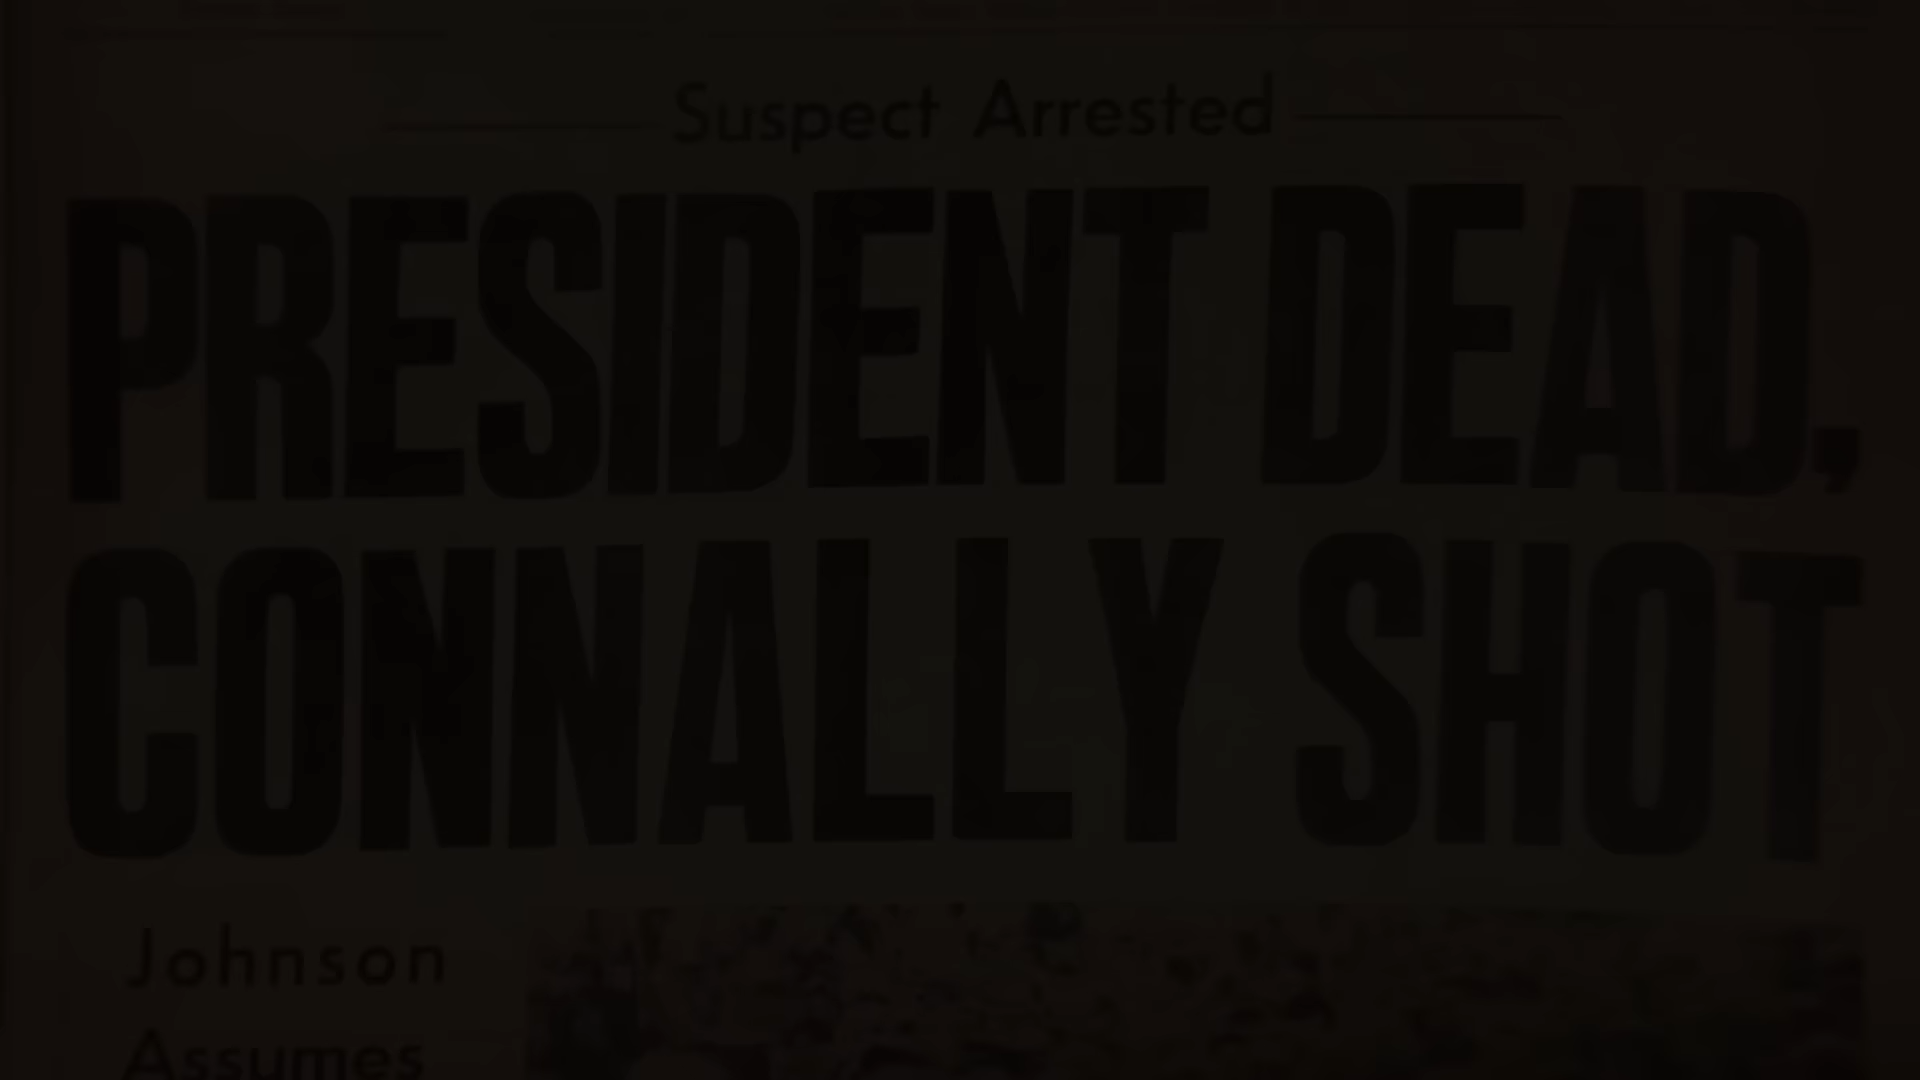 Suspect Arrested
PRESIDENT DEAD,
CONNALLY SHOT
Johnson
Assumes